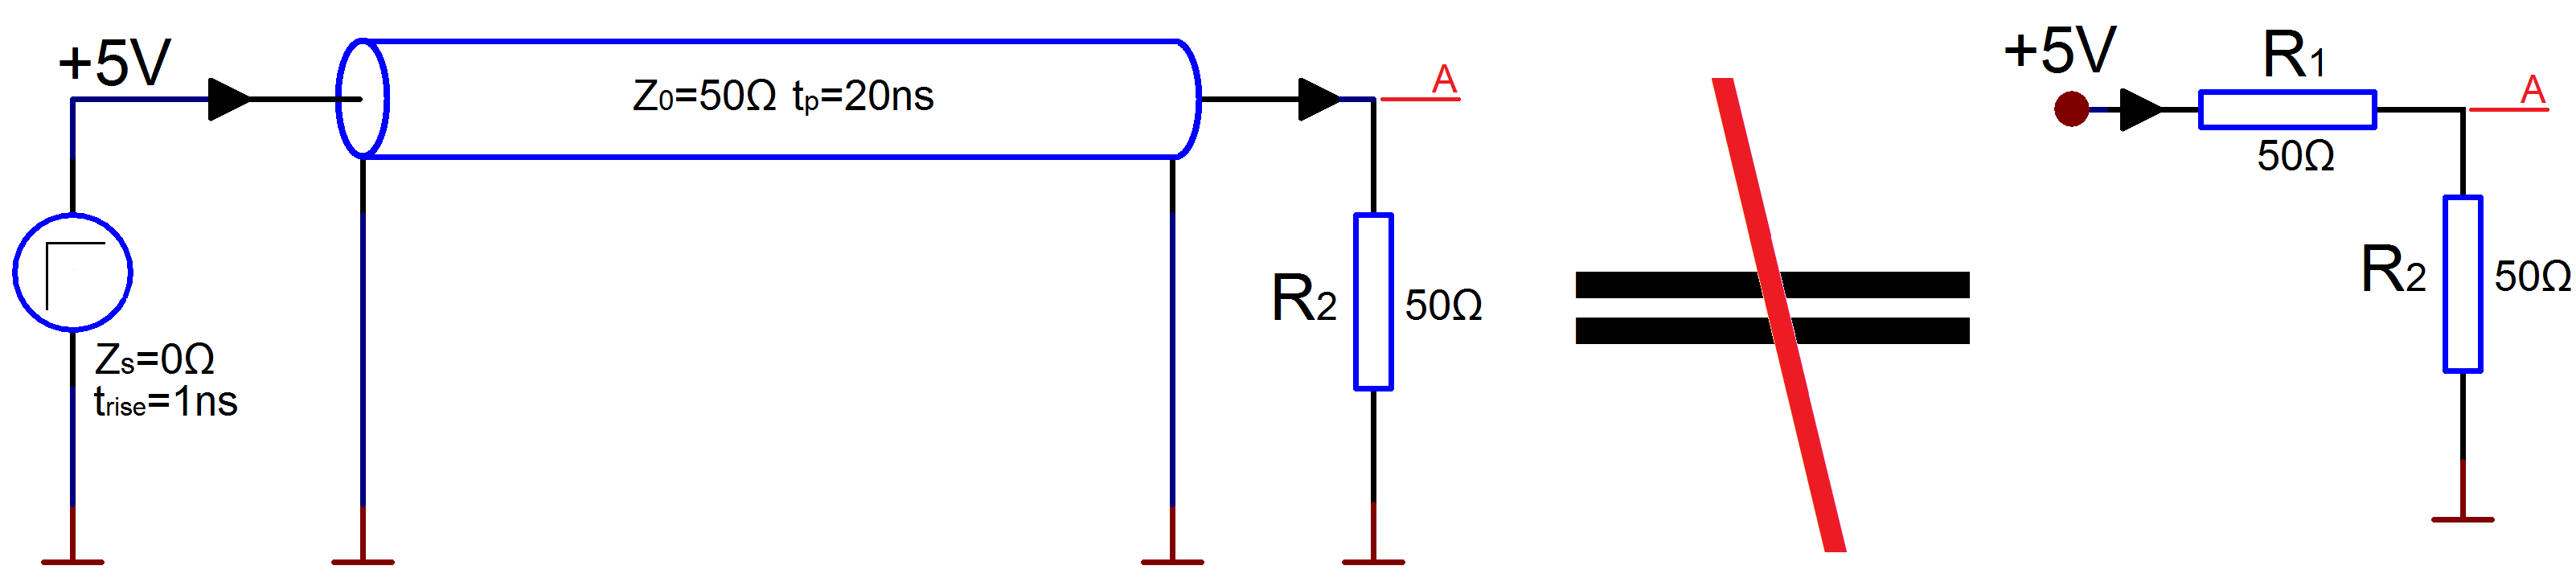 +5V
Z0=50Ω tp=20ns
A
R2
50Ω
Zs=0Ω
trise=1ns
+5V
R1
50Ω
A
R2
50Ω